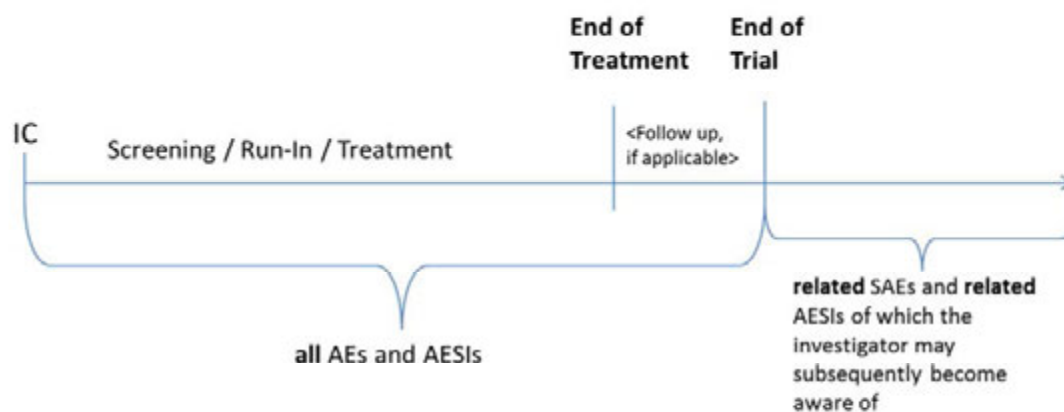 End of
Treatment
End of
Trial
IC
Screening / Run-In / Treatment
<Follow up,
if applicable>
all AEs and AESIs
related SAEs and related
AESIs of which the
investigator may
subsequently become
aware of